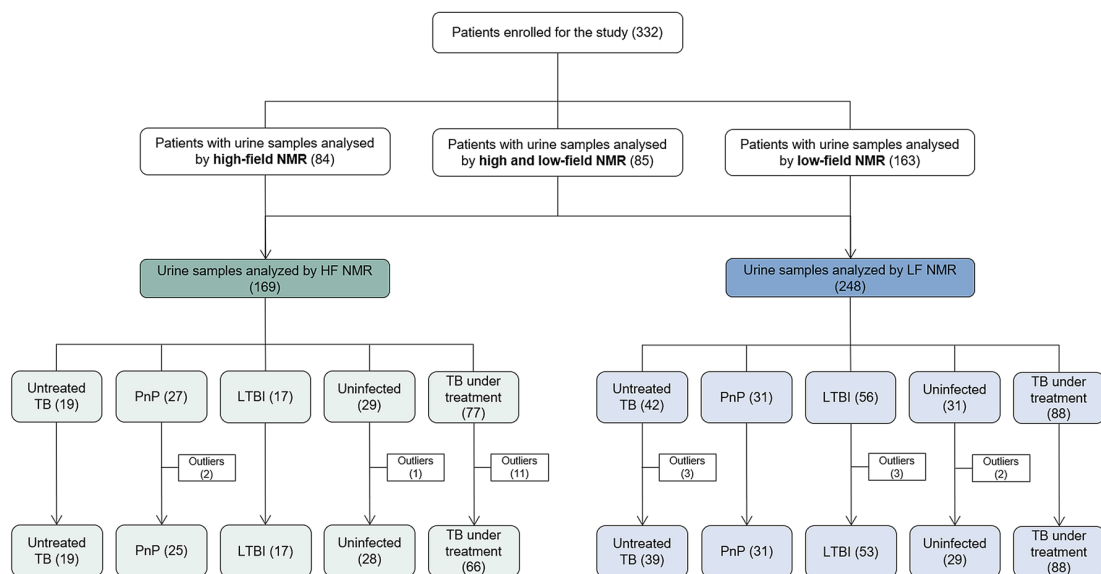 Patients enrolled for the study (332)
Patients with urine samples analysed
by high-field NMR (84)
Patients with urine samples analysed
by high and low-field NMR (85)
Patients with urine samples analysed
by low-field NMR (163)
Urine samples analyzed by HF NMR
(169)
Urine samples analyzed by LF NMR
(248)
Untreated
TB (19)
PnP (27)
LTBI (17)
Uninfected
(29)
TB under
treatment
(77)
Untreated
TB (42)
PnP (31)
LTBI (56)
Uninfected
(31)
TB under
treatment
(88)
Outliers
(2)
Outliers
(1)
Outliers
(11)
Outliers
(3)
Outliers
(3)
Outliers
(2)
Untreated
TB (19)
PnP (25)
LTBI (17)
Uninfected
(28)
TB under
treatment
(66)
Untreated
TB (39)
PnP (31)
LTBI (53)
Uninfected
(29)
TB under
treatment
(88)